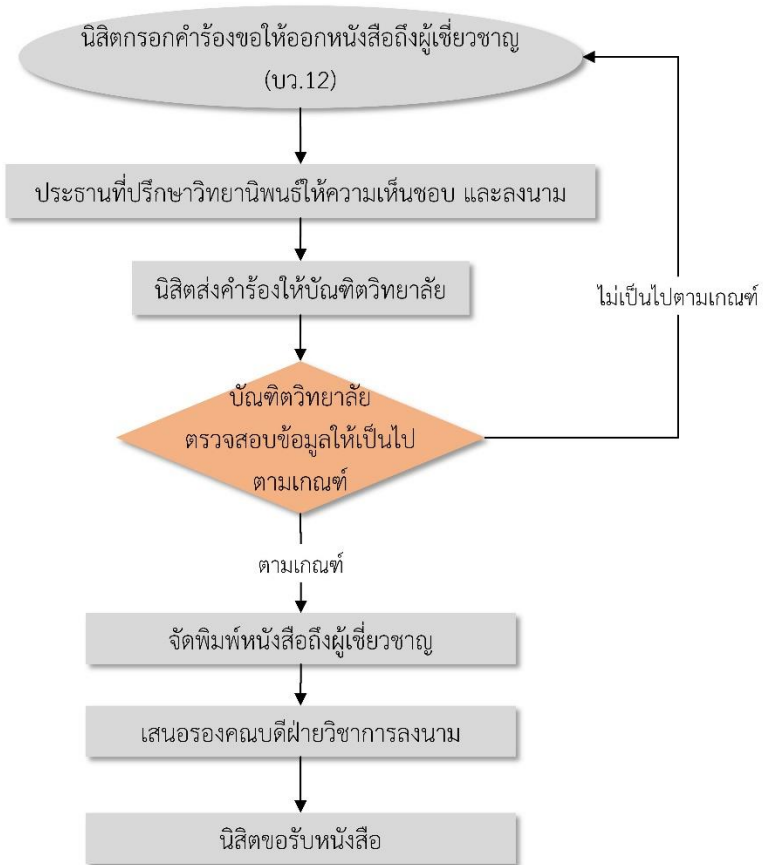 นิสิตกรอกคำร้องขอให้ออกหนังสือถึงผู้เชี่ยวชาญ
(บว.12)
ประธานที่ปรึกษาวิทยานิพนธ์ให้ความเห็นชอบ และลงนาม
นิสิตส่งคำร้องให้บัณฑิตวิทยาลัย
ไม่เป็นไปตามเกณฑ์
บัณฑิตวิทยาลัย
ตรวจสอบข้อมูลให้เป็นไป
ตามเกณฑ์
ตามเกณฑ์
จัดพิมพ์หนังสือถึงผู้เชี่ยวชาญ
เสนอรองคณบดีฝ่ายวิชาการลงนาม
นิสิตขอรับหนังสือ